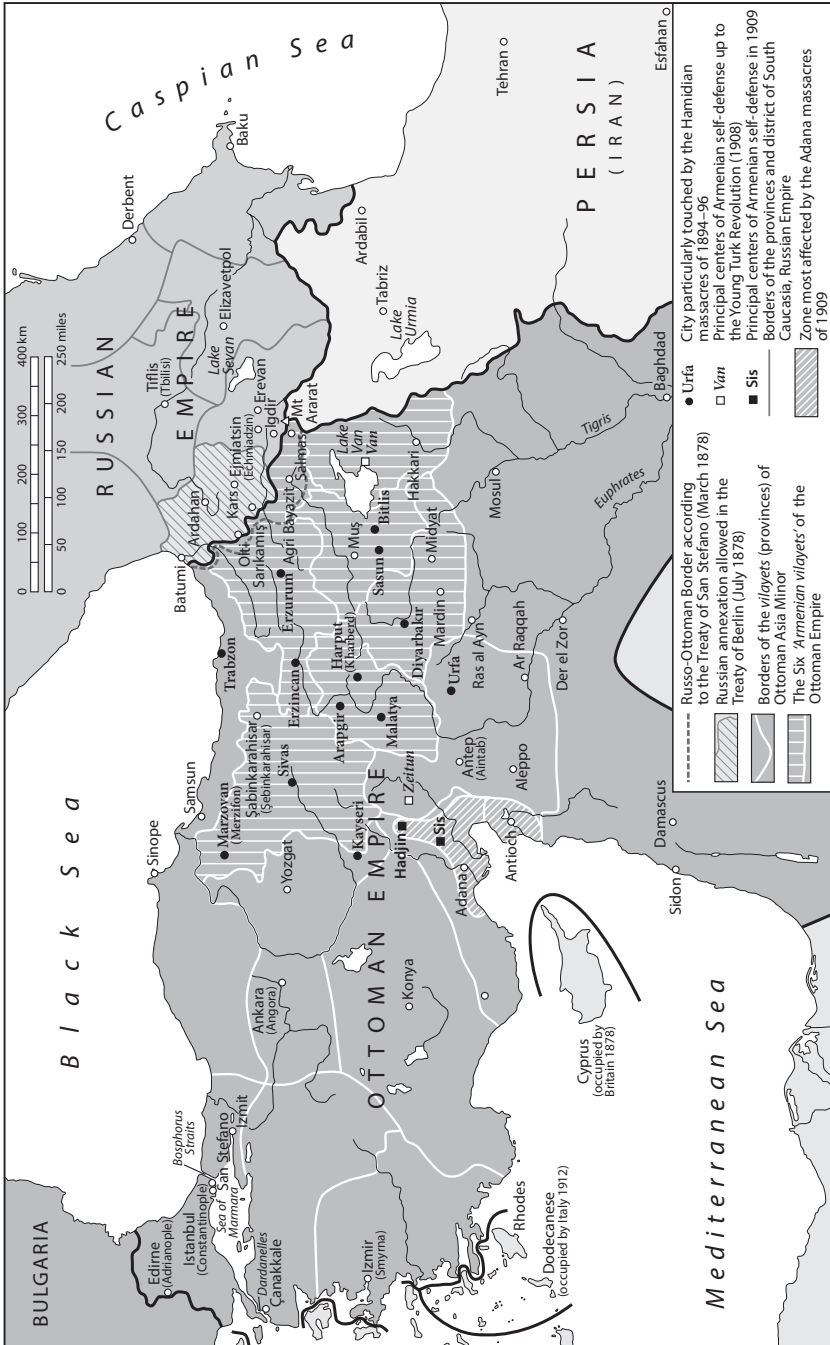 BULGARIA
Black Sea
Caspian Sea
Mediterranean Sea
RUSSIAN
EMPIRE
OTTOMAN EMPIRE
PERSIA
(IRAN)
0 100 200 300 400 km
0 50 100 150 200 250 miles
Edirne
(Adrianople)
Istanbul
(Constantinople)
Bosphorus
Straits
Sea of
Marmara
San Stefano
Izmit
Dardanelles
Çanakkale
Izmir
(Smyrna)
Rhodes
Dodecanese
(occupied by Italy 1912)
Cyprus
(occupied by
Britain 1878)
Ankara
(Angora)
Konya
Sinope
Samsun
Marzovan
(Merzifon)
Yozgat
Kayseri
Sivas
Şabinkarahisar
(Şebinkarahisar)
Hadjin
Sis
Zeitun
Adana
Antioch
Antep
(Aintab)
Aleppo
Damascus
Sidon
Trabzon
Erzincan
Arapgir
Malatya
Harput
(Kharberd)
Erzurum
Diyarbakır
Urfa
Ras al Ayn
Ar Raqqah
Der el Zor
Mardin
Midyat
Muş
Sasun
Bitlis
Lake
Van
Van
Hakkari
Mosul
Tigris
Euphrates
Baghdad
Batumi
Ardahan
Kars
Olti
Sarikamiş
Agri Bayazit
Salmas
Mt
Ararat
Igdir
Erevan
Ejmiatsin
(Echmiadzin)
Lake
Sevan
Tiflis
(Tbilisi)
Elizavetpol
Derbent
Baku
Ardabil
Tabriz
Lake
Urmia
Tehran
Esfahan
Russo-Ottoman Border according
to the Treaty of San Stefano (March 1878)
Russian annexation allowed in the
Treaty of Berlin (July 1878)
Borders of the vilayets (provinces) of
Ottoman Asia Minor
The Six 'Armenian vilayets' of the
Ottoman Empire
Urfa City particularly touched by the Hamidian
massacres of 1894–96
Van Principal centers of Armenian self-defense up to
the Young Turk Revolution (1908)
Sis Principal centers of Armenian self-defense in 1909
Borders of the provinces and district of South
Caucasia, Russian Empire
Zone most affected by the Adana massacres
of 1909